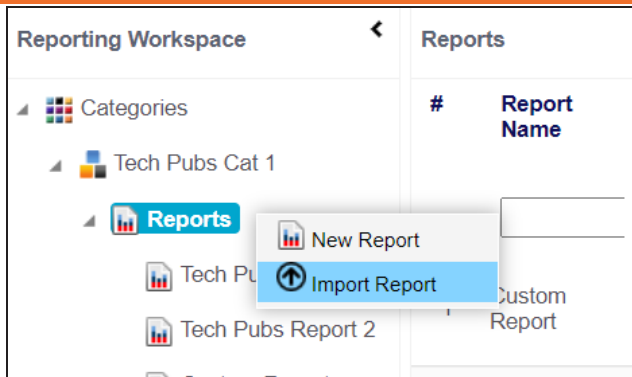 Reporting Workspace
Reports
Categories
Tech Pubs Cat 1
Reports
New Report
Import Report
Tech Pu
Tech Pubs Report 2
#
Report
Name
Custom
Report